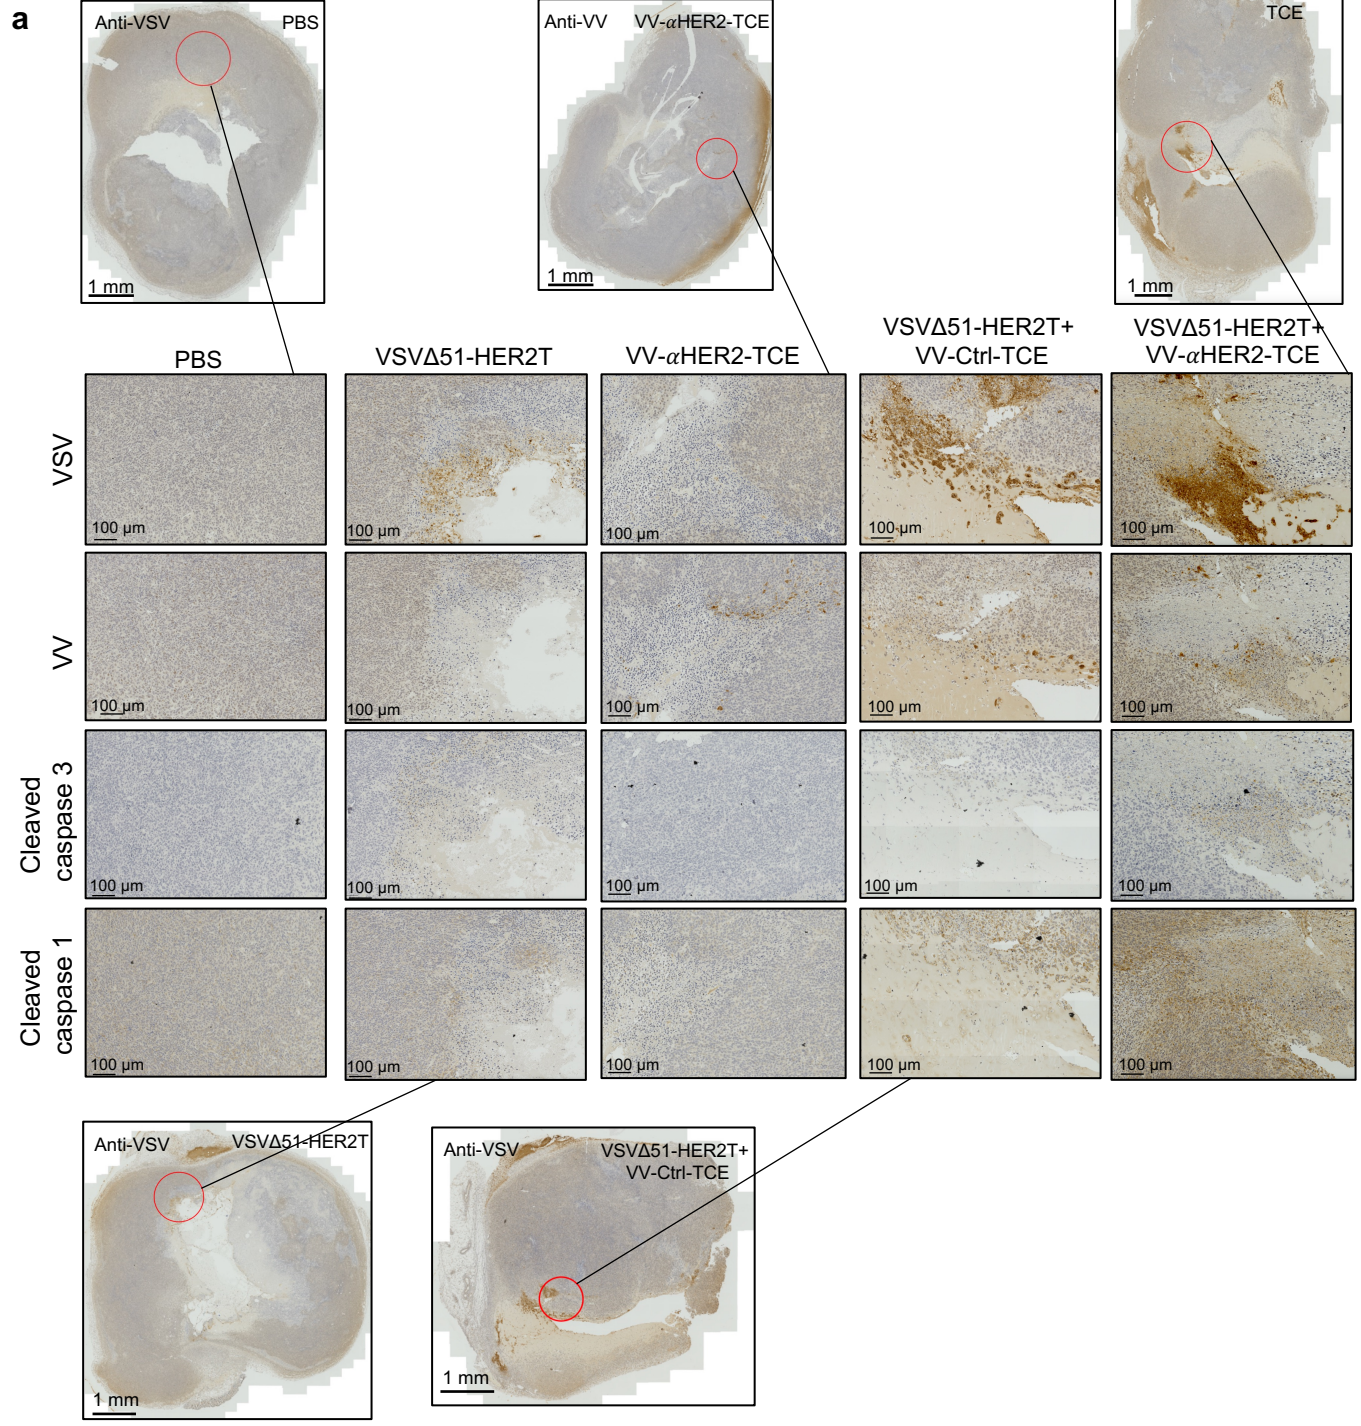 a
Anti-VSV PBS
1 mm
Anti-VV VV-αHER2-TCE
1 mm
TCE
1 mm
PBS
VSVΔ51-HER2T
VV-αHER2-TCE
VSVΔ51-HER2T+
VV-Ctrl-TCE
VSVΔ51-HER2T+
VV-αHER2-TCE
VSV
100 µm
100 µm
100 µm
100 µm
100 µm
VV
100 µm
100 µm
100 µm
100 µm
100 µm
Cleaved
caspase 3
100 µm
100 µm
100 µm
100 µm
100 µm
Cleaved
caspase 1
100 µm
100 µm
100 µm
100 µm
100 µm
Anti-VSV VSVΔ51-HER2T
1 mm
Anti-VSV VSVΔ51-HER2T+
VV-Ctrl-TCE
1 mm